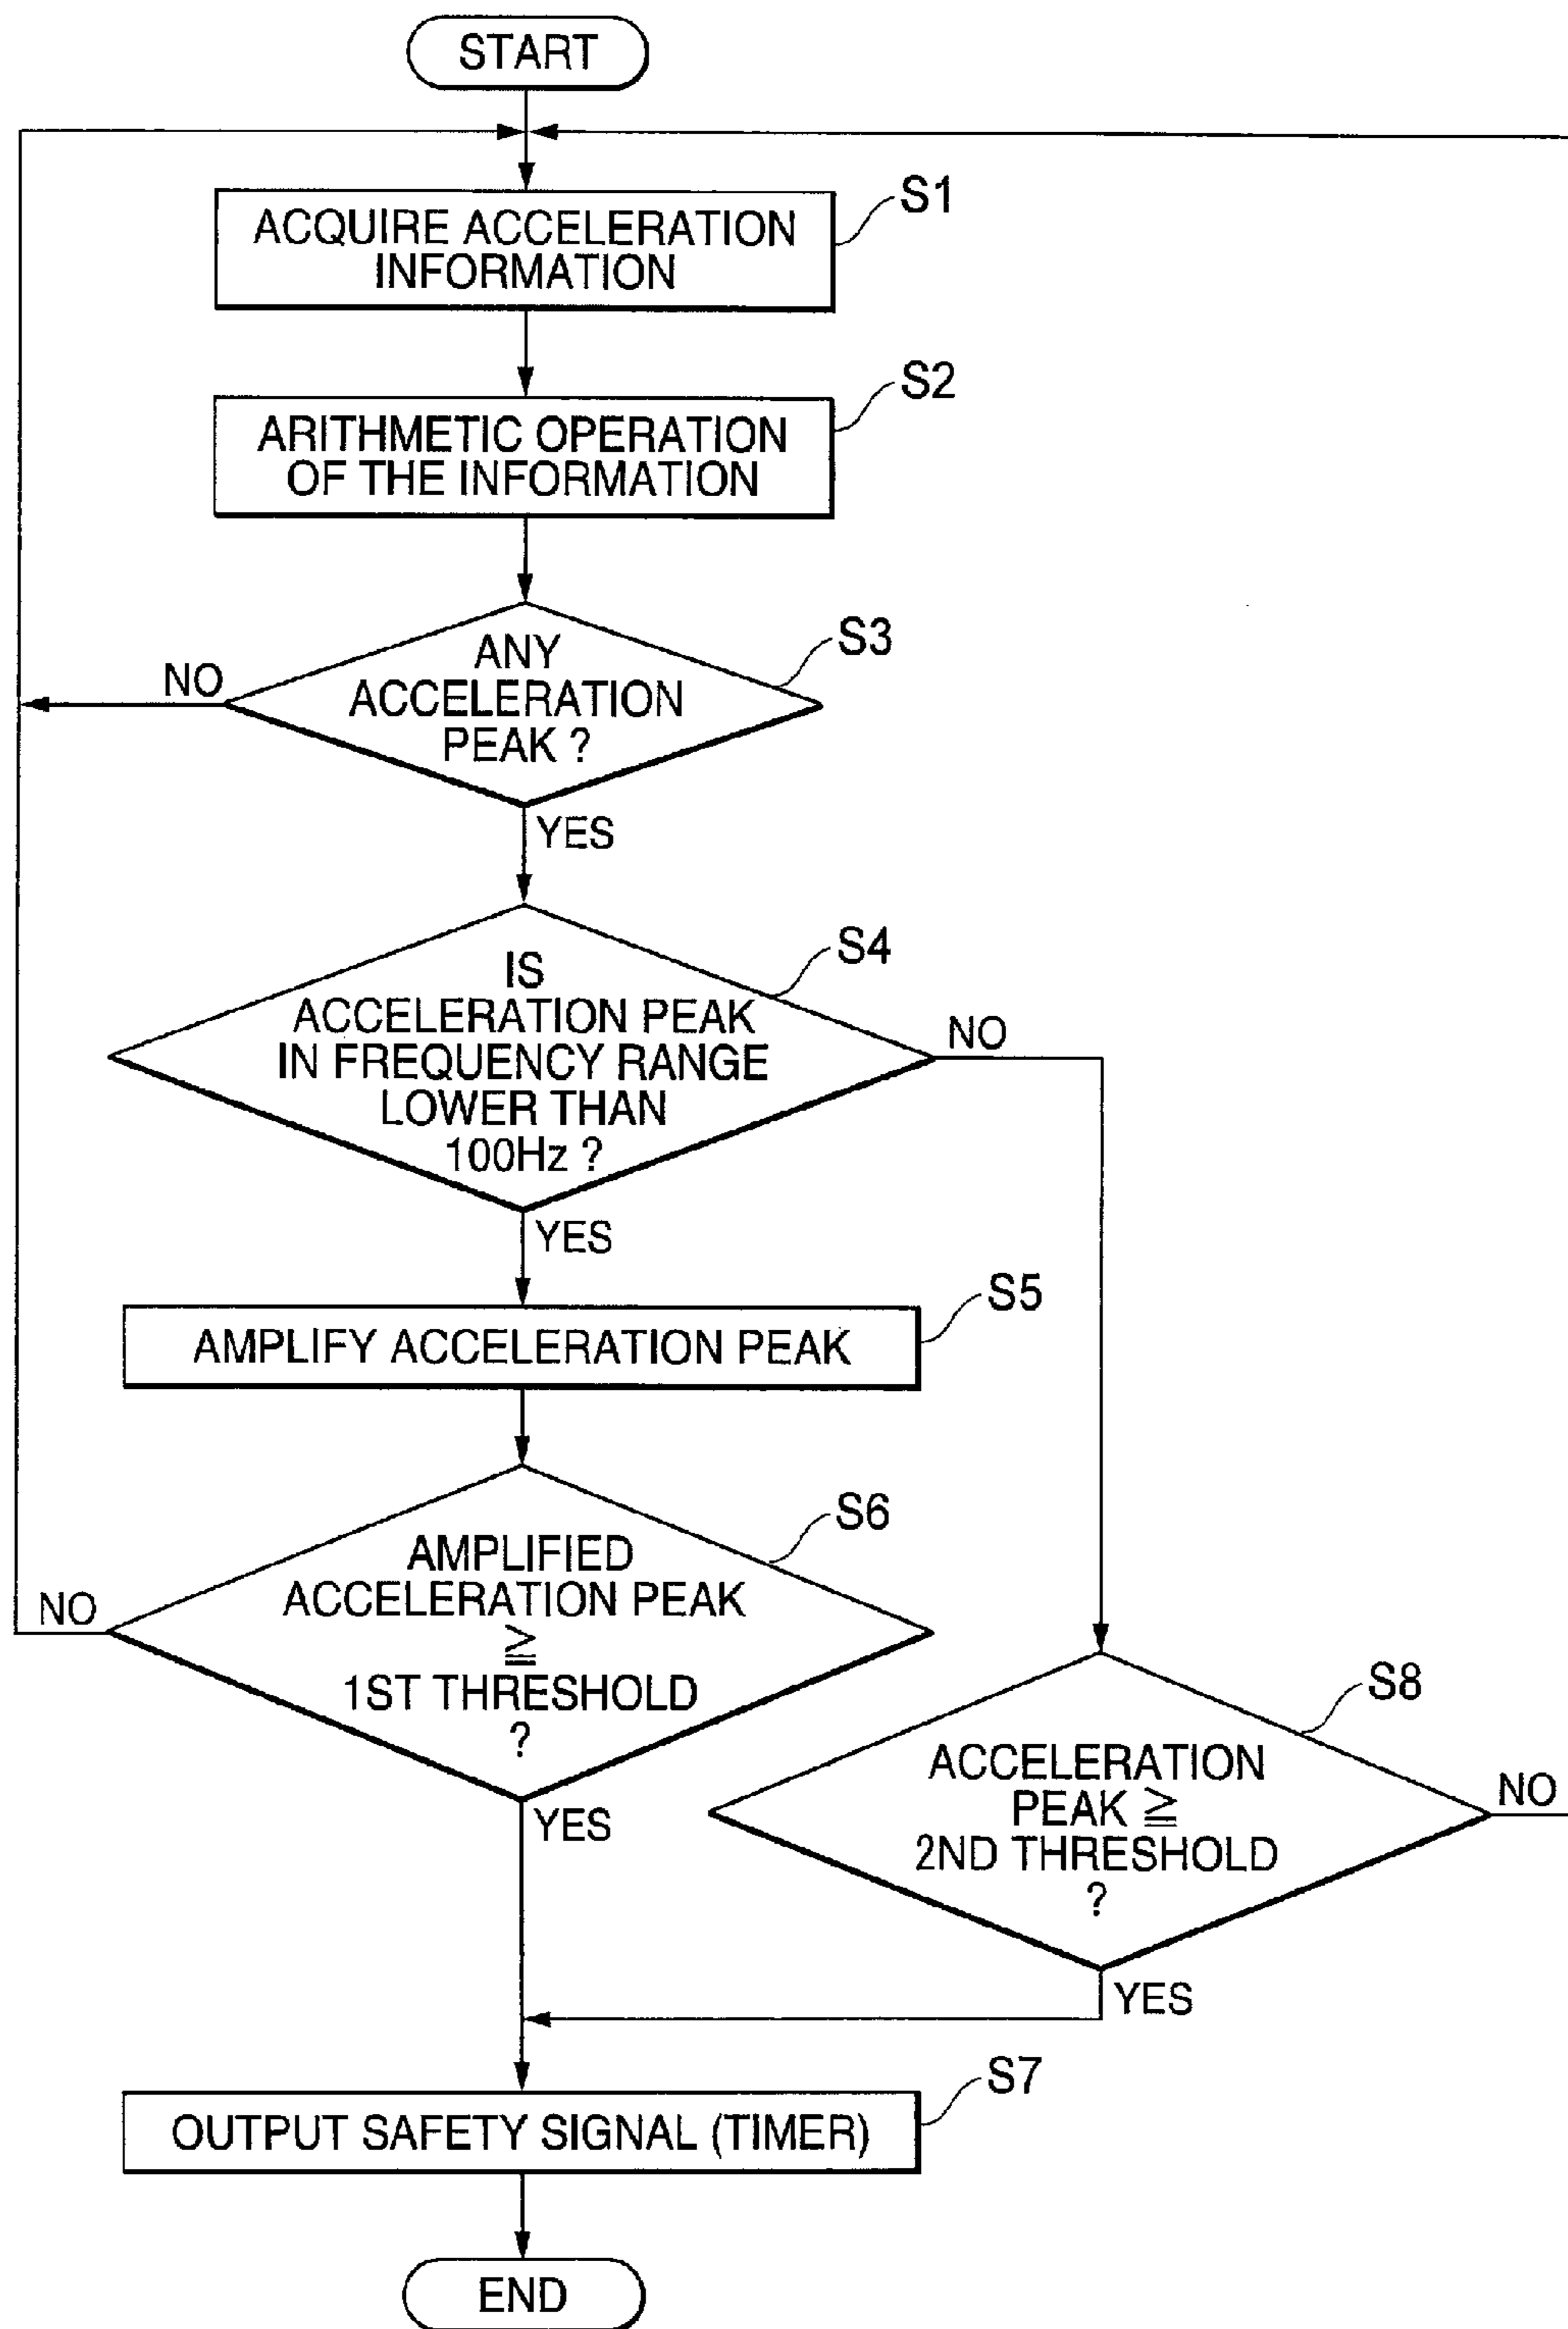 START
S1
ACQUIRE ACCELERATION
INFORMATION
S2
ARITHMETIC OPERATION
OF THE INFORMATION
S3
ANY
ACCELERATION
PEAK ?
NO
YES
S4
IS
ACCELERATION PEAK
IN FREQUENCY RANGE
LOWER THAN
100Hz ?
NO
YES
S5
AMPLIFY ACCELERATION PEAK
S6
AMPLIFIED
ACCELERATION PEAK
≧
1ST THRESHOLD
?
NO
YES
S8
ACCELERATION
PEAK ≧
2ND THRESHOLD
?
NO
YES
S7
OUTPUT SAFETY SIGNAL (TIMER)
END